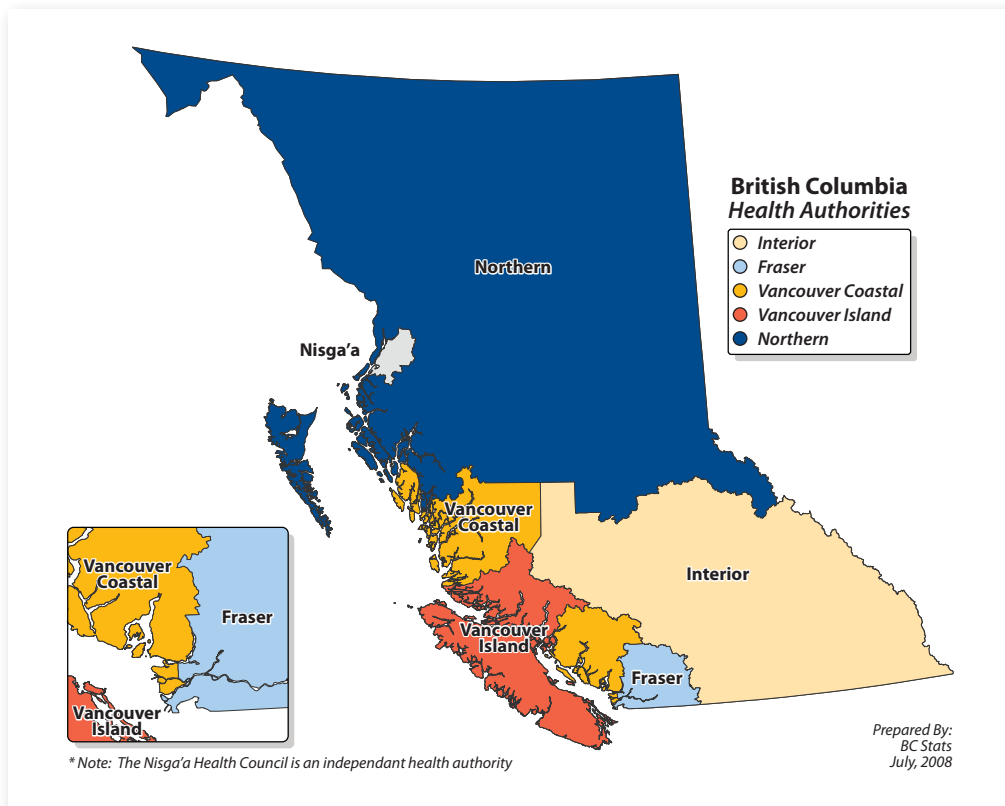 British Columbia
Health Authorities
Interior
Fraser
Vancouver Coastal
Vancouver Island
Northern
Northern
Nisga'a
Vancouver
Coastal
Interior
Vancouver
Island
Fraser
Vancouver
Coastal
Fraser
Vancouver
Island
* Note: The Nisga'a Health Council is an independant health authority
Prepared By:
BC Stats
July, 2008